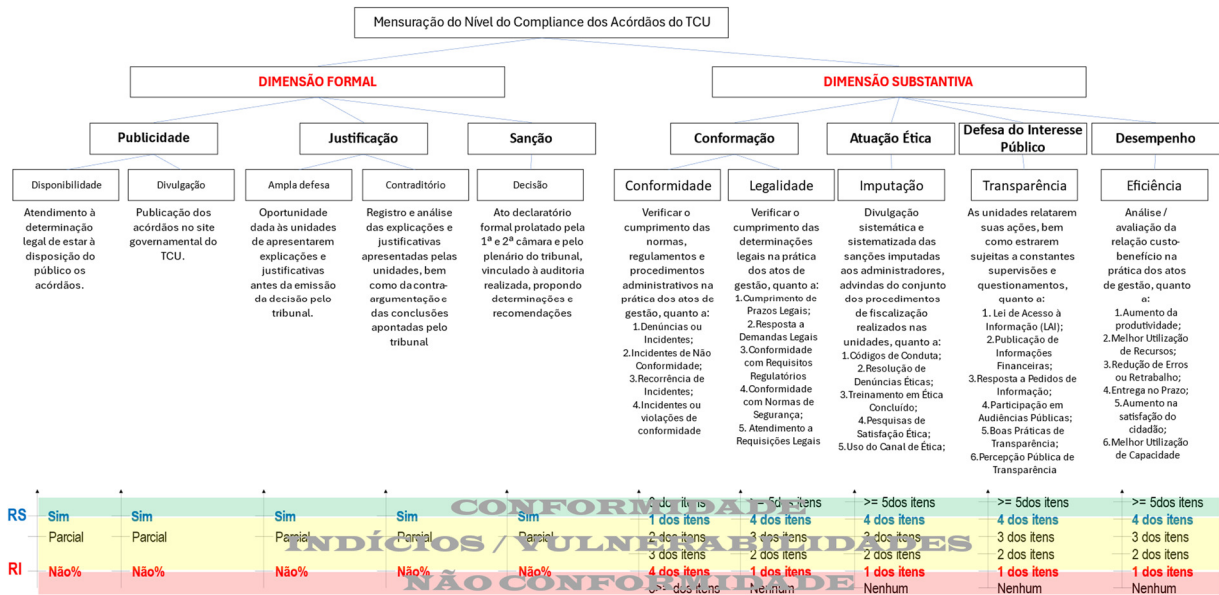 Mensuração do Nível do Compliance dos Acórdãos do TCU
DIMENSÃO FORMAL
DIMENSÃO SUBSTANTIVA
Publicidade
Justificação
Sanção
Conformação
Atuação Ética
Defesa do Interesse
Público
Desempenho
Disponibilidade
Divulgação
Ampla defesa
Contraditório
Decisão
Conformidade
Legalidade
Imputação
Transparência
Eficiência
Atendimento à
determinação
legal de estar à
disposição do
público os
acórdãos.
Publicação dos
acórdãos no site
governamental do
TCU.
Oportunidade
dada às unidades
de apresentarem
explicações e
justificativas
antes da emissão
da decisão pelo
tribunal.
Registro e análise
das explicações e
justificativas
apresentadas pelas
unidades, bem
como da contra-
argumentação e
das conclusões
apontadas pelo
tribunal
Ato declaratório
formal prolatado pela
1ª e 2ª câmara e pelo
plenário do tribunal,
vinculado à auditoria
realizada, propondo
determinações e
recomendações
Verificar o
cumprimento das
normas,
regulamentos e
procedimentos
administrativos na
prática dos atos de
gestão, quanto a:
1.Denúncias ou
Incidentes;
2.Incidentes de Não
Conformidade;
3.Recorrência de
Incidentes;
4.Incidentes ou
violações de
conformidade
Verificar o
cumprimento das
determinações
legais na prática
dos atos de
gestão, quanto a:
1.Cumprimento de
Prazos Legais;
2.Resposta a
Demandas Legais
3.Conformidade
com Requisitos
Regulatórios
4.Conformidade
com Normas de
Segurança;
5. Atendimento a
Requisições Legais
Divulgação
sistemática e
sistematizada das
sanções imputadas
aos administradores,
advindas do conjunto
dos procedimentos
de fiscalização
realizados nas
unidades, quanto a:
1.Códigos de Conduta;
2.Resolução de
Denúncias Éticas;
3.Treinamento em Ética
Concluído;
4.Pesquisas de
Satisfação Ética;
5.Uso do Canal de Ética;
As unidades relatarem
suas ações, bem
como estrarem
sujeitas a constantes
supervisões e
questionamentos,
quanto a:
1. Lei de Acesso à
Informação (LAI);
2.Publicação de
Informações
Financeiras;
3.Resposta a Pedidos de
Informação;
4.Participação em
Audiências Públicas;
5.Boas Práticas de
Transparência;
6.Percepção Pública de
Transparência
Análise /
avaliação da
relação custo-
benefício na
prática dos atos
de gestão, quanto
a:
1.Aumento da
produtividade;
2.Melhor Utilização
de Recursos;
3.Redução de Erros
ou Retrabalho;
4.Entrega no Prazo;
5.Aumento na
satisfação do
cidadão;
6.Melhor Utilização
de Capacidade
CONFORMIDADE
0 dos itens >= 5dos itens >= 5dos itens >= 5dos itens >= 5dos itens
RS Sim Sim Sim Sim Sim 1 dos itens 4 dos itens 4 dos itens 4 dos itens 4 dos itens
Parcial Parcial Parcial Parcial Parcial 2 dos itens 3 dos itens 3 dos itens 3 dos itens 3 dos itens
INDÍCIOS / VULNERABILIDADES
3 dos itens 2 dos itens 2 dos itens 2 dos itens 2 dos itens
RI Não% Não% Não% Não% Não% 4 dos itens 1 dos itens 1 dos itens 1 dos itens 1 dos itens
NÃO CONFORMIDADE
dos itens Nenhum Nenhum Nenhum Nenhum